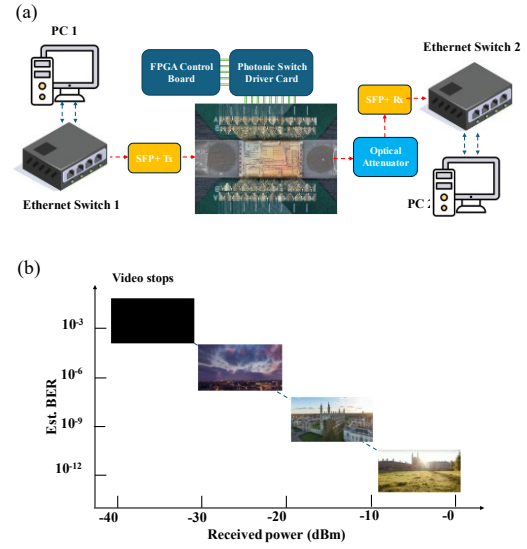 (a)
PC 1
FPGA Control
Board
Photonic Switch
Driver Card
Ethernet Switch 2
SFP+ Rx
SFP+ Tx
Optical
Attenuator
Ethernet Switch 1
PC
(b)
Video stops
Est. BER
10-3
10-6
10-9
10-12
-40
-30
-20
-10
-0
Received power (dBm)